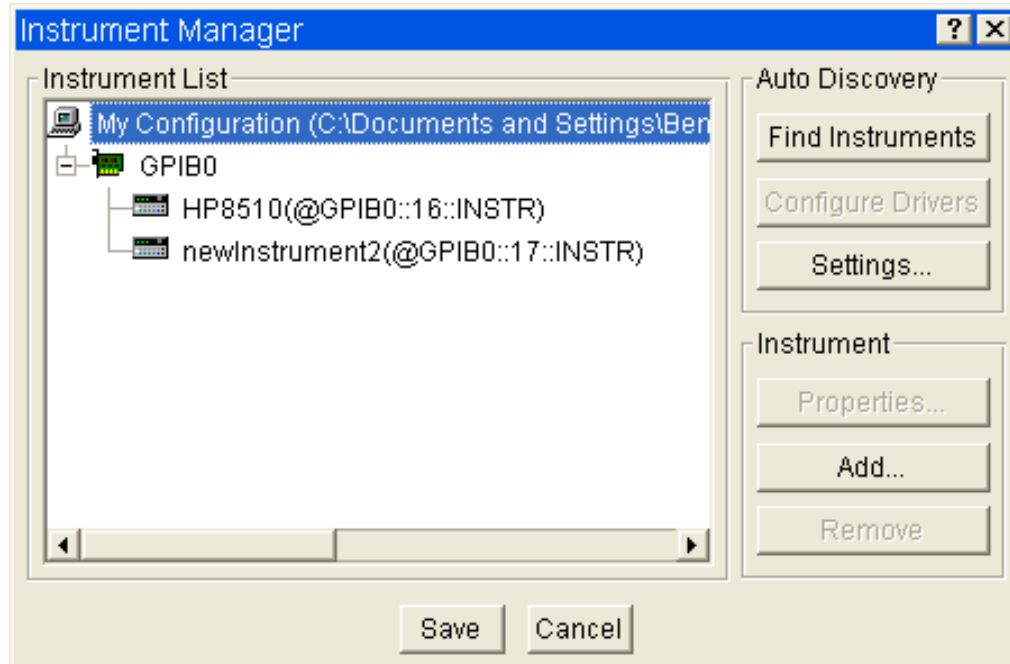 Instrument Manager
Instrument List
My Configuration (C:\Documents and Settings\Ben
GPIB0
HP8510(@GPIB0::16::INSTR)
newInstrument2(@GPIB0::17::INSTR)
Auto Discovery
Find Instruments
Configure Drivers
Settings...
Instrument
Properties...
Add...
Remove
Save
Cancel